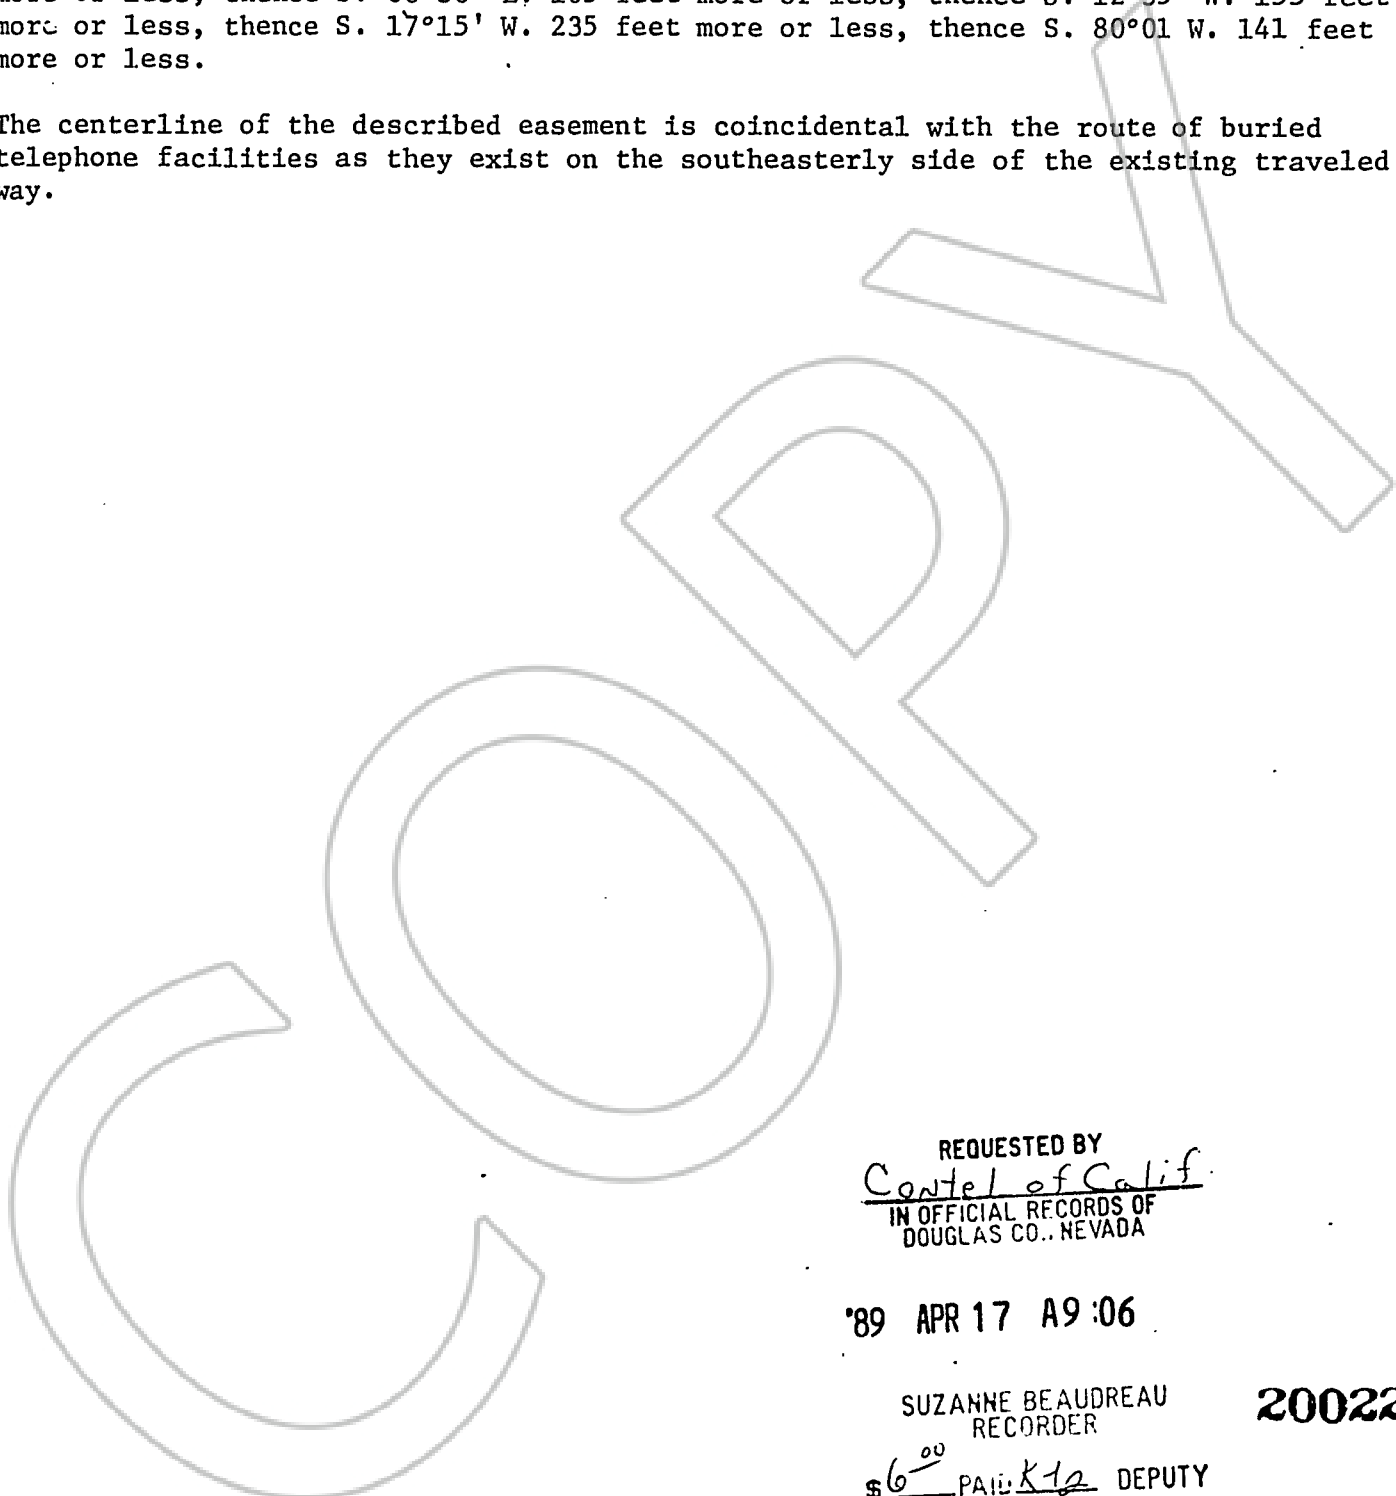 more or less, thence S. 17°15' W. 235 feet more or less, thence S. 80°01 W. 141 feet
more or less.
The centerline of the described easement is coincidental with the route of buried
telephone facilities as they exist on the southeasterly side of the existing traveled
way.
COPY
REQUESTED BY
Contel of Calif.
IN OFFICIAL RECORDS OF
DOUGLAS CO., NEVADA
'89 APR 17 A9:06
SUZANNE BEAUDREAU
RECORDER
20022
$6.00 PAID DEPUTY